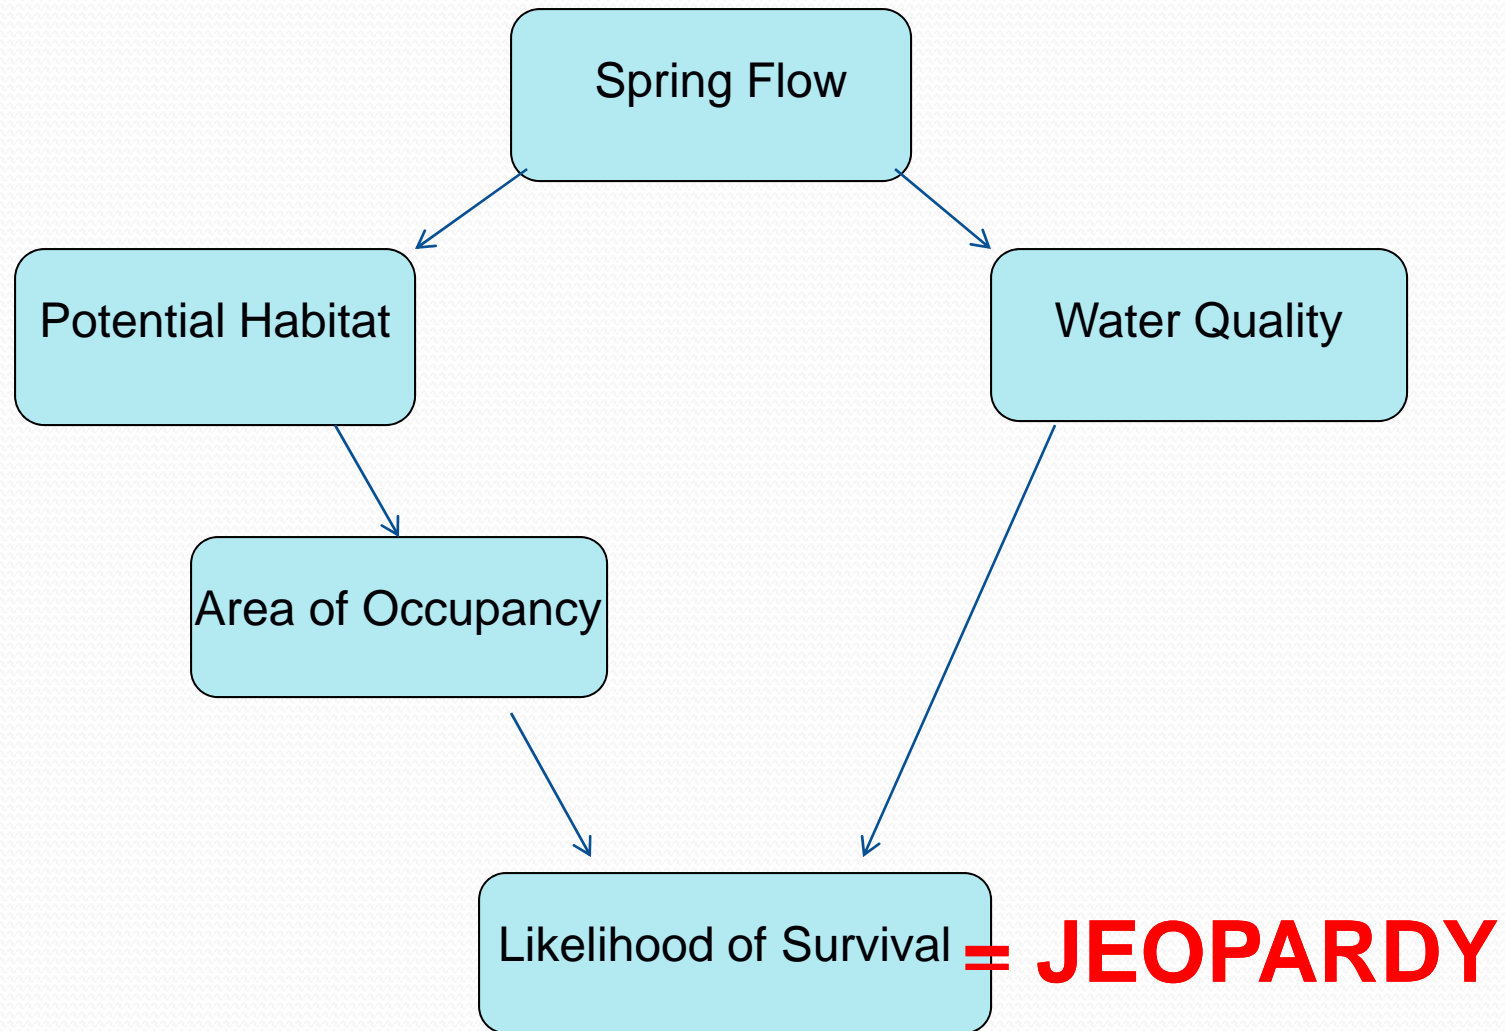 Spring Flow
Potential Habitat
Water Quality
Area of Occupancy
Likelihood of Survival = JEOPARDY